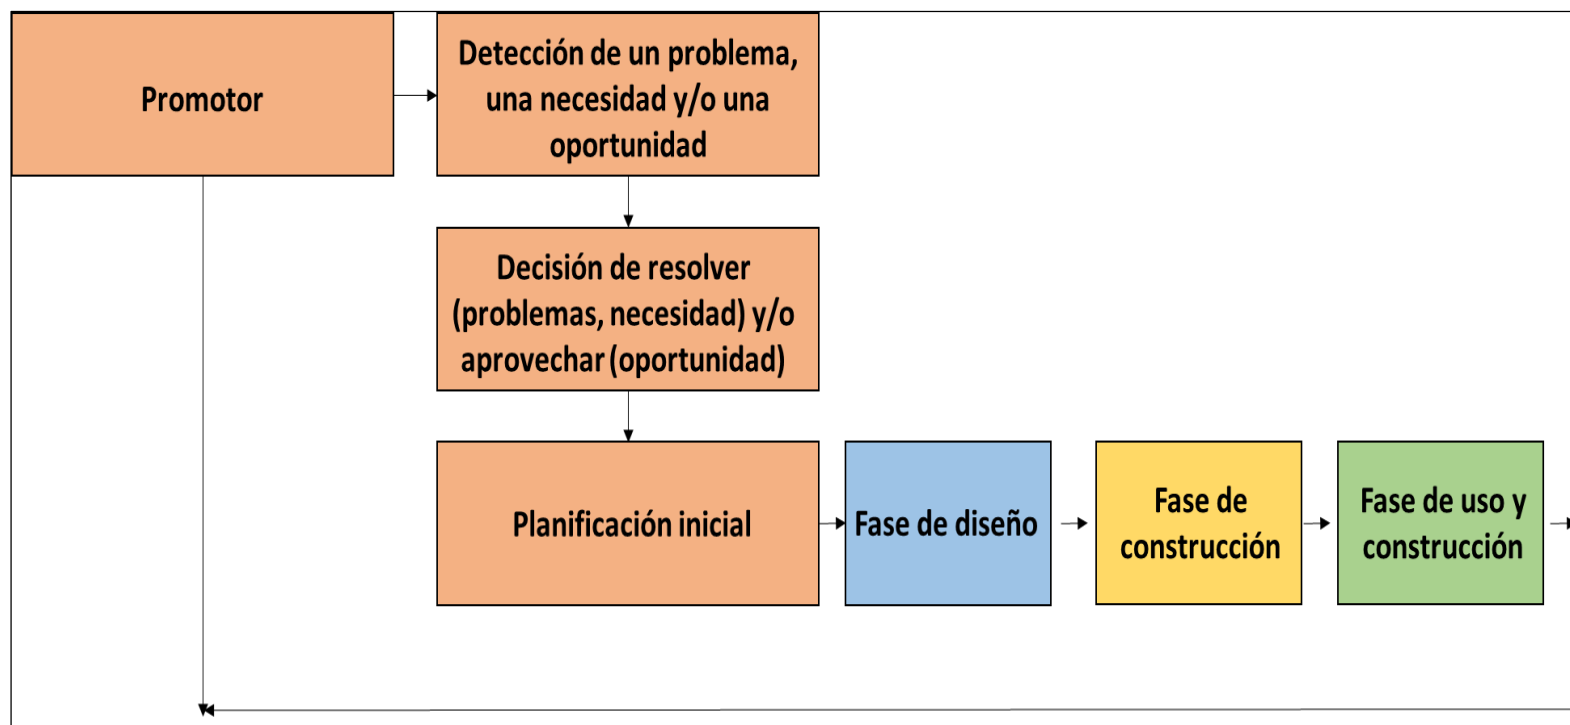 Promotor
Detección de un problema,
una necesidad y/o una
oportunidad
Decisión de resolver
(problemas, necesidad) y/o
aprovechar (oportunidad)
Planificación inicial
Fase de diseño
Fase de
construcción
Fase de uso y
construcción